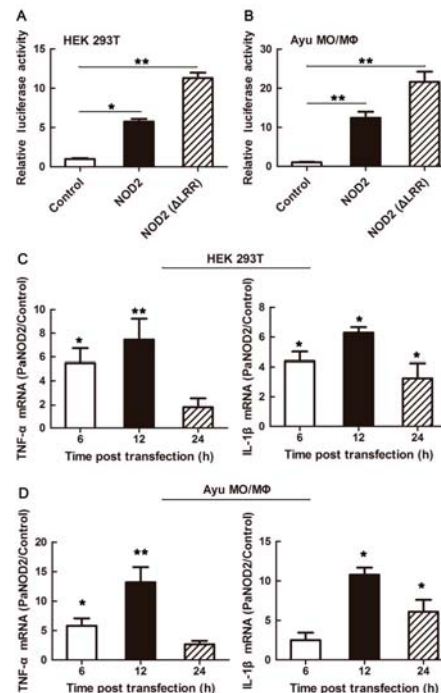 A
HEK 293T
Relative luciferase activity
15
10
5
0
**
*
Control
NOD2
NOD2 (ΔLRR)
B
Ayu MO/MΦ
Relative luciferase activity
30
20
10
0
**
**
Control
NOD2
NOD2 (ΔLRR)
C
HEK 293T
TNF-α mRNA (PaNOD2/Control)
10
8
6
4
2
0
*
**
6
12
24
Time post transfection (h)
IL-1β mRNA (PaNOD2/Control)
8
6
4
2
0
*
*
*
6
12
24
Time post transfection (h)
D
Ayu MO/MΦ
TNF-α mRNA (PaNOD2/Control)
20
15
10
5
0
*
**
6
12
24
Time post transfection (h)
IL-1β mRNA (PaNOD2/Control)
15
10
5
0
*
*
6
12
24
Time post transfection (h)